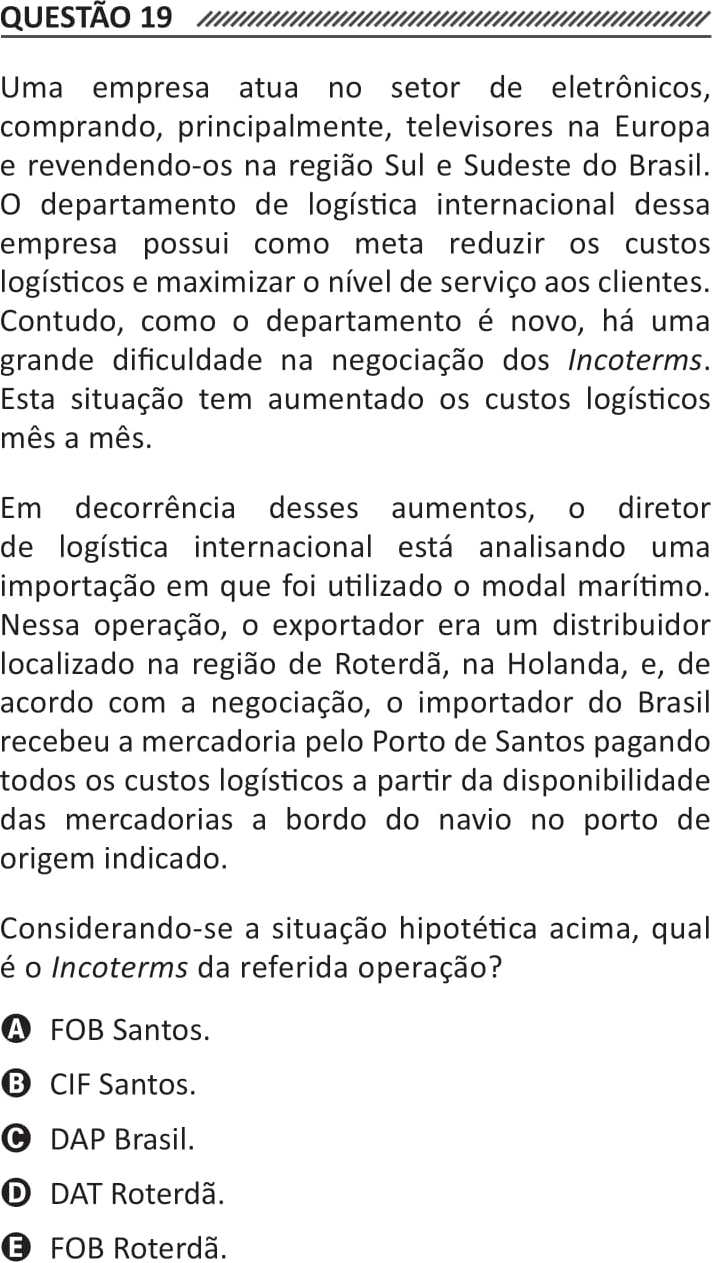 QUESTÃO 19
Uma empresa atua no setor de eletrônicos,
comprando, principalmente, televisores na Europa
e revendendo-os na região Sul e Sudeste do Brasil.
O departamento de logística internacional dessa
empresa possui como meta reduzir os custos
logísticos e maximizar o nível de serviço aos clientes.
Contudo, como o departamento é novo, há uma
grande dificuldade na negociação dos Incoterms.
Esta situação tem aumentado os custos logísticos
mês a mês.
Em decorrência desses aumentos, o diretor
de logística internacional está analisando uma
importação em que foi utilizado o modal marítimo.
Nessa operação, o exportador era um distribuidor
localizado na região de Roterdã, na Holanda, e, de
acordo com a negociação, o importador do Brasil
recebeu a mercadoria pelo Porto de Santos pagando
todos os custos logísticos a partir da disponibilidade
das mercadorias a bordo do navio no porto de
origem indicado.
Considerando-se a situação hipotética acima, qual
é o Incoterms da referida operação?
A FOB Santos.
B CIF Santos.
C DAP Brasil.
D DAT Roterdã.
E FOB Roterdã.